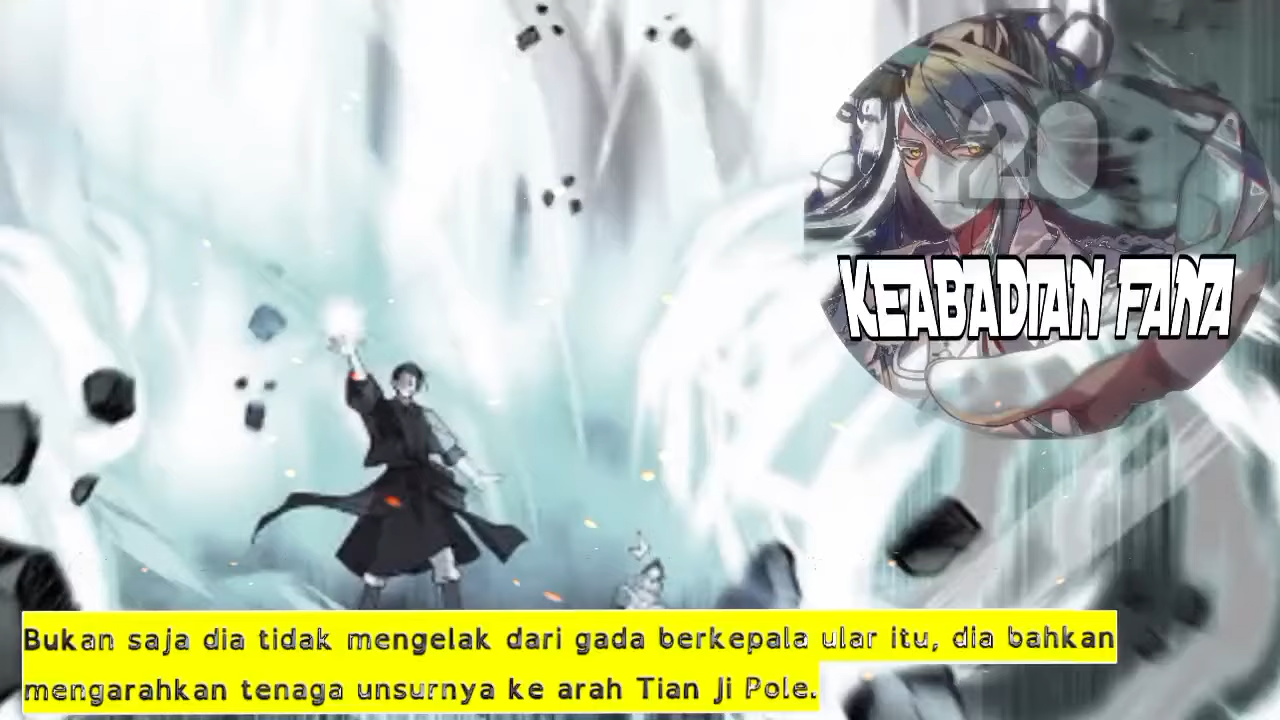 20
KEABADIAN FANA
Bukan saja dia tidak mengelak dari gada berkepala ular itu, dia bahkan
mengarahkan tenaga unsurnya ke arah Tian Ji Pole.